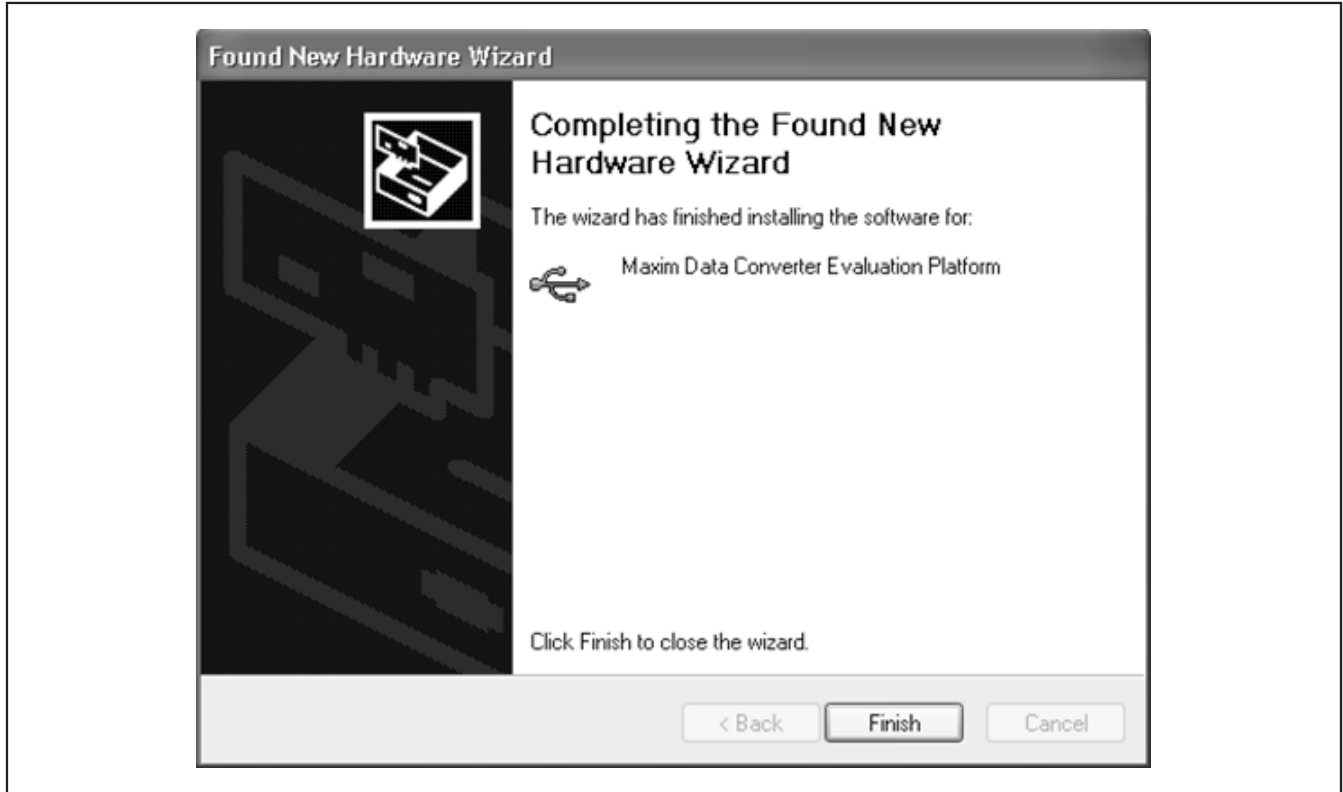 Found New Hardware Wizard
Completing the Found New
Hardware Wizard
The wizard has finished installing the software for:
Maxim Data Converter Evaluation Platform
Click Finish to close the wizard.
< Back
Finish
Cancel